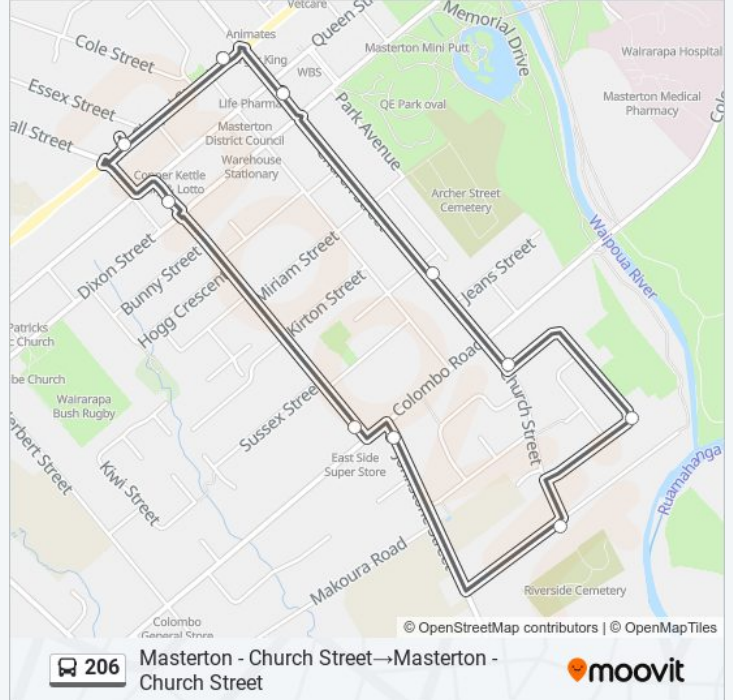 Vetcare
Queen St
Memorial Drive
Animates
Cole Street
Masterton Mini Putt
Wairarapa Hospital
King
WBS
Essex Street
Life Pharma
QE Park oval
Masterton Medical
Pharmacy
Park Avenue
Masterton
District Council
Warehouse
Stationary
Copper Kettle
& Lotto
Archer Street
Cemetery
Dixon Street
Bunny Street
Miriam Street
Jeans Street
Waipoua River
Hogg Crescent
Kirton Street
Patricks
Church
be Church
Colombo Road
Wairarapa
Bush Rugby
Sussex Street
Church Street
Kiwi Street
East Side
Super Store
Ruamahanga
Johnstone Street
Makoura Road
Riverside Cemetery
Colombo
General Store
© OpenStreetMap contributors | © OpenMapTiles
206
Masterton - Church Street→Masterton -
Church Street
moovit